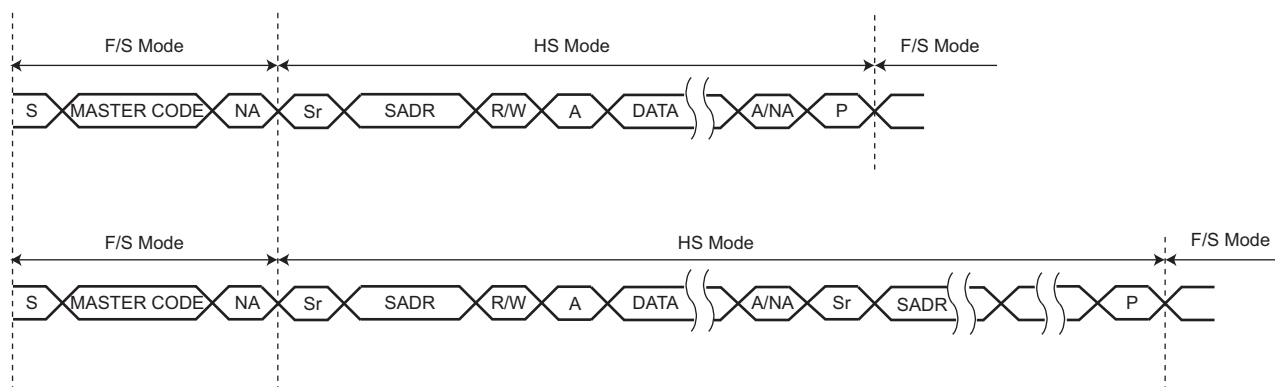 F/S Mode HS Mode F/S Mode
S MASTER CODE NA Sr SADR R/W A DATA A/NA P
F/S Mode HS Mode F/S Mode
S MASTER CODE NA Sr SADR R/W A DATA A/NA Sr SADR P